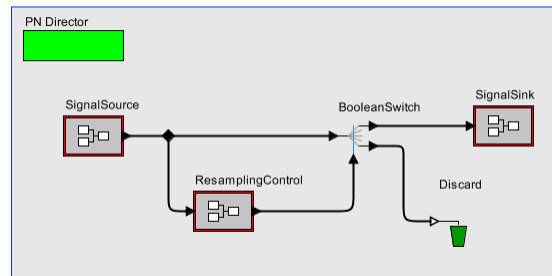 PN Director
SignalSource
BooleanSwitch
SignalSink
ResamplingControl
Discard